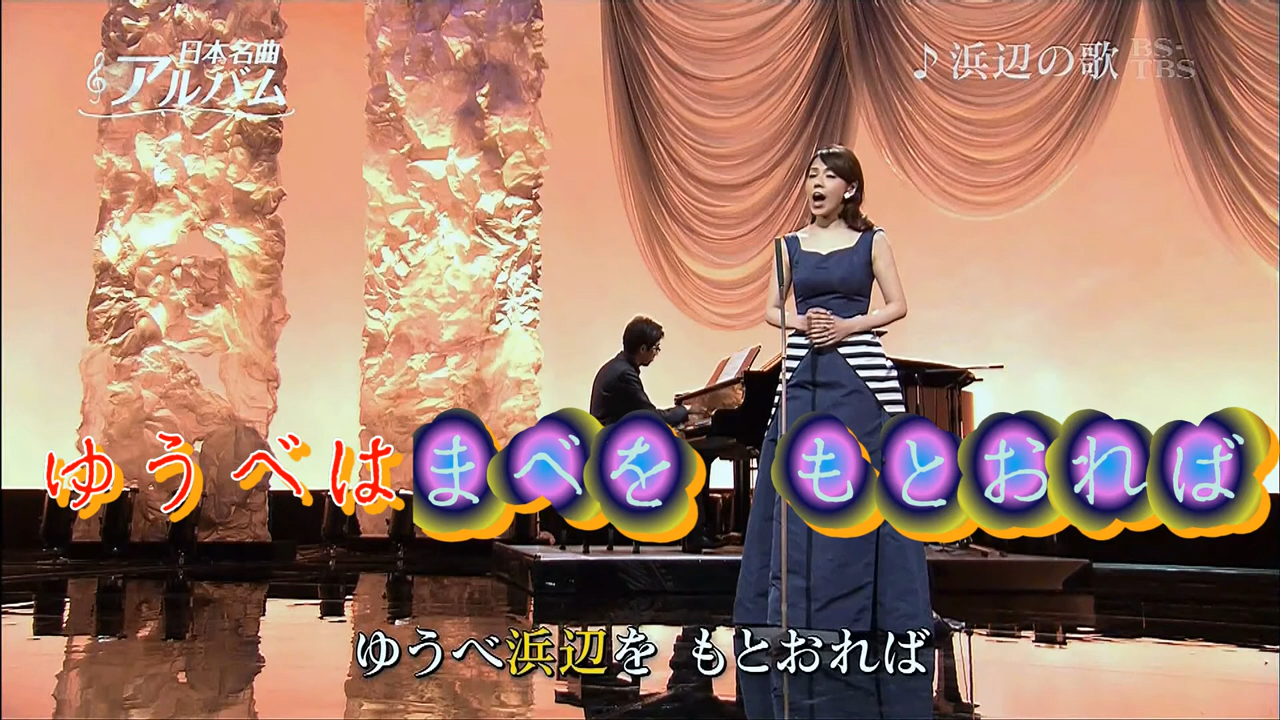 日本名曲
アルバム
♪浜辺の歌
BS-
TBS
ゆうべはまべを もとおれば
ゆうべ浜辺を もとおれば